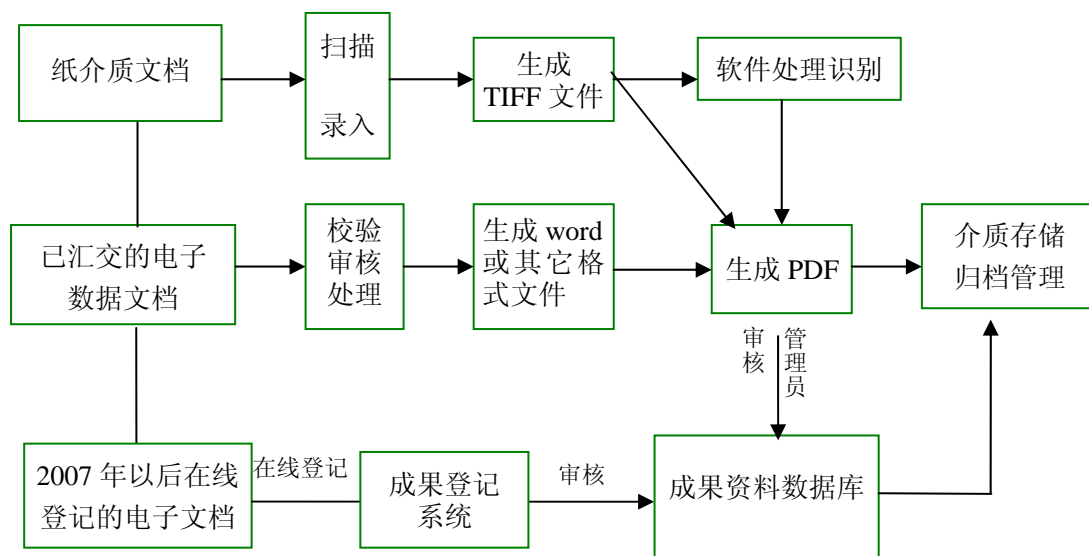 纸介质文档
扫描
录入
生成
TIFF 文件
软件处理识别
已汇交的电子
数据文档
校验
审核
处理
生成 word
或其它格
式文件
生成 PDF
介质存储
归档管理
审核
管理员
2007 年以后在线
登记的电子文档
在线登记
成果登记
系统
审核
成果资料数据库